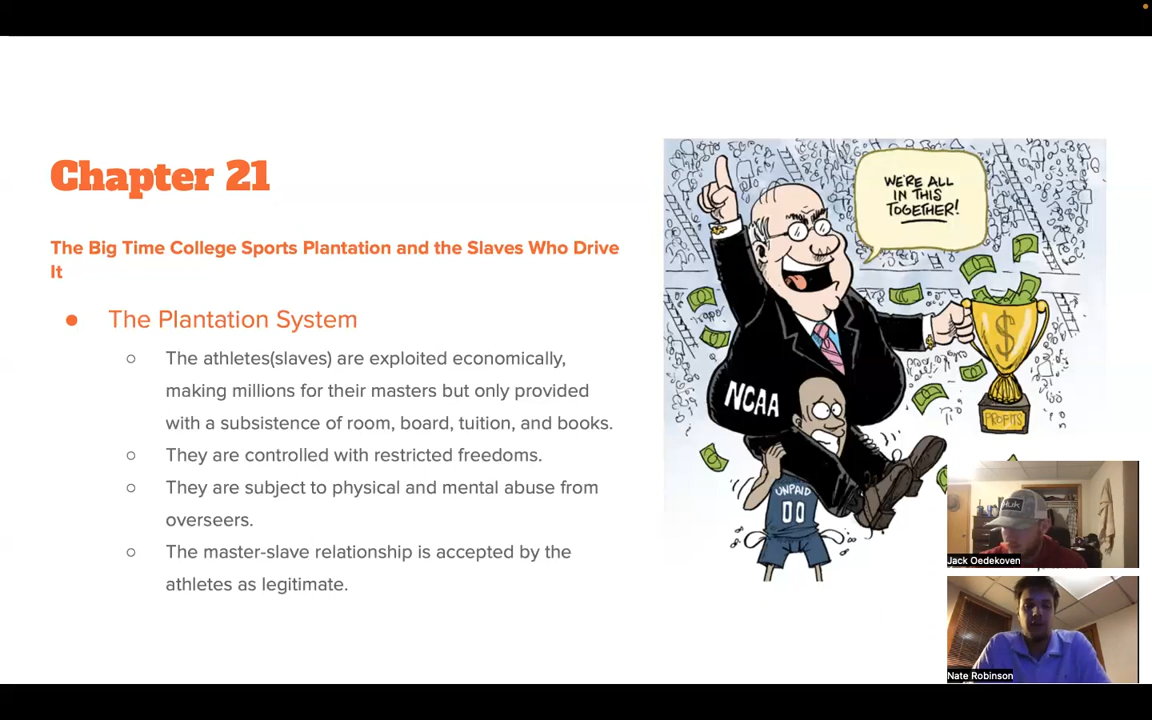 Chapter 21
The Big Time College Sports Plantation and the Slaves Who Drive
It
● The Plantation System
○ The athletes(slaves) are exploited economically,
making millions for their masters but only provided
with a subsistence of room, board, tuition, and books.
○ They are controlled with restricted freedoms.
○ They are subject to physical and mental abuse from
overseers.
○ The master-slave relationship is accepted by the
athletes as legitimate.
WE'RE ALL
IN THIS
TOGETHER!
$
NCAA
PROFITS
UNPAID
00
HUK
Jack Oedekoven
Nate Robinson